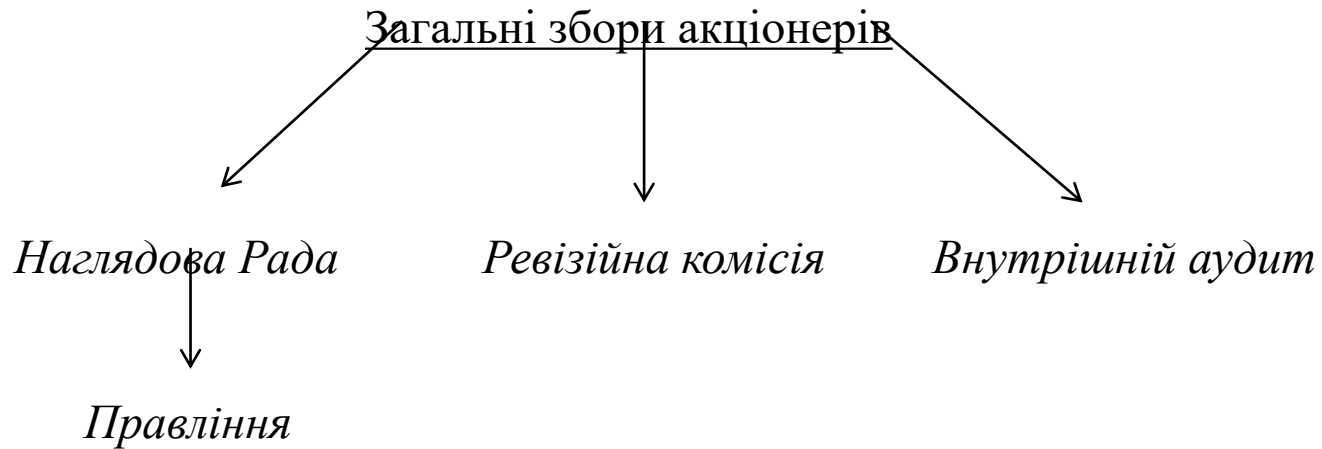 Загальні збори акціонерів
Наглядова Рада Ревізійна комісія Внутрішній аудит
Правління